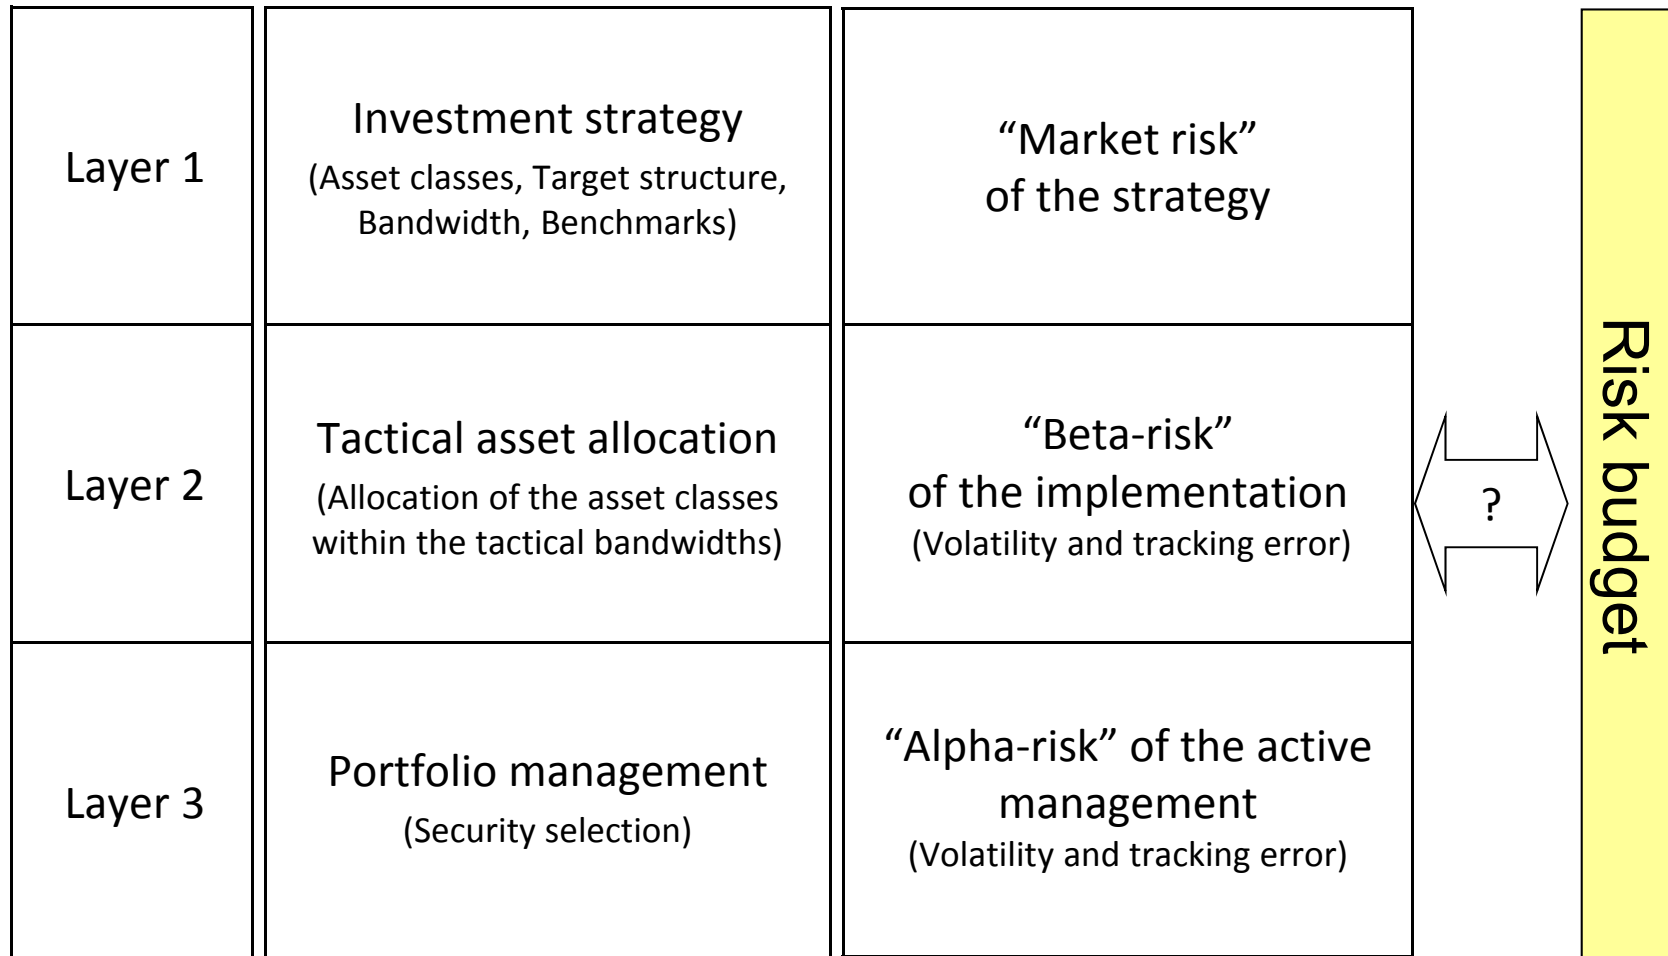 Layer 1
Investment strategy
(Asset classes, Target structure,
Bandwidth, Benchmarks)
“Market risk”
of the strategy
Layer 2
Tactical asset allocation
(Allocation of the asset classes
within the tactical bandwidths)
“Beta-risk”
of the implementation
(Volatility and tracking error)
?
Layer 3
Portfolio management
(Security selection)
“Alpha-risk” of the active
management
(Volatility and tracking error)
Risk budget